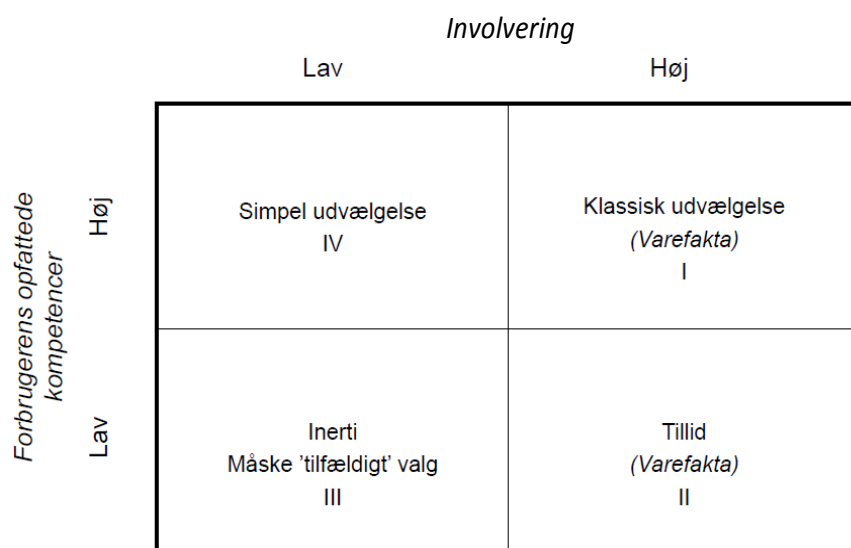 Involvering
Lav
Høj
Forbrugerens opfattede
kompetencer
Høj
Simpel udvælgelse
IV
Klassisk udvælgelse
(Varefakta)
I
Lav
Inerti
Måske 'tilfældigt' valg
III
Tillid
(Varefakta)
II